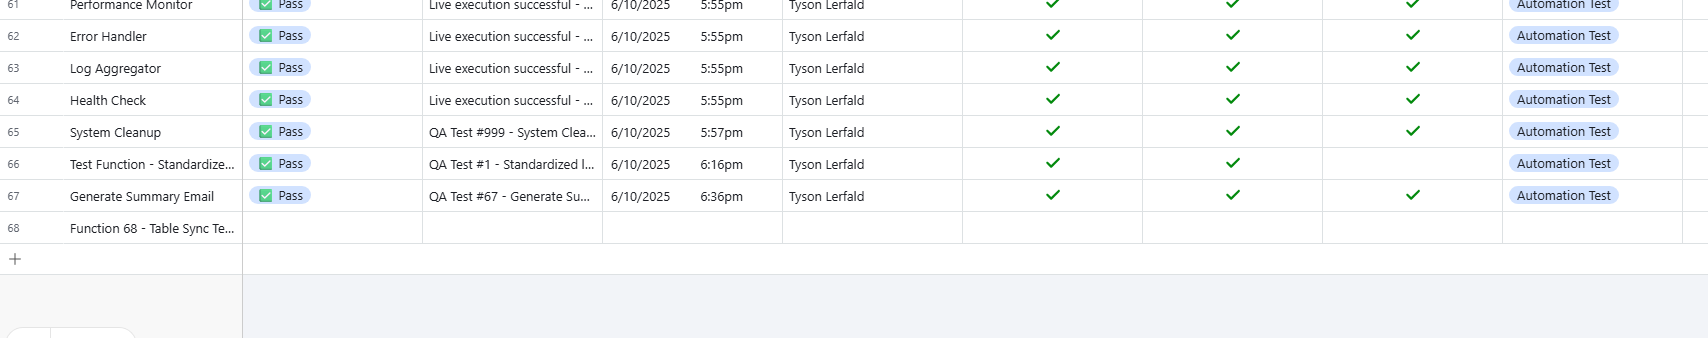 61 Performance Monitor Pass Live execution successful - ... 6/10/2025 5:55pm Tyson Lerfald Automation Test
62 Error Handler Pass Live execution successful - ... 6/10/2025 5:55pm Tyson Lerfald Automation Test
63 Log Aggregator Pass Live execution successful - ... 6/10/2025 5:55pm Tyson Lerfald Automation Test
64 Health Check Pass Live execution successful - ... 6/10/2025 5:55pm Tyson Lerfald Automation Test
65 System Cleanup Pass QA Test #999 - System Clea... 6/10/2025 5:57pm Tyson Lerfald Automation Test
66 Test Function - Standardize... Pass QA Test #1 - Standardized l... 6/10/2025 6:16pm Tyson Lerfald Automation Test
67 Generate Summary Email Pass QA Test #67 - Generate Su... 6/10/2025 6:36pm Tyson Lerfald Automation Test
68 Function 68 - Table Sync Te...